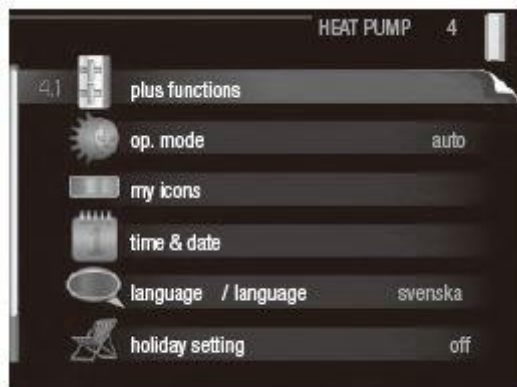 HEAT PUMP 4
4.1 plus functions
op. mode auto
my icons
time & date
language / language svenska
holiday setting off